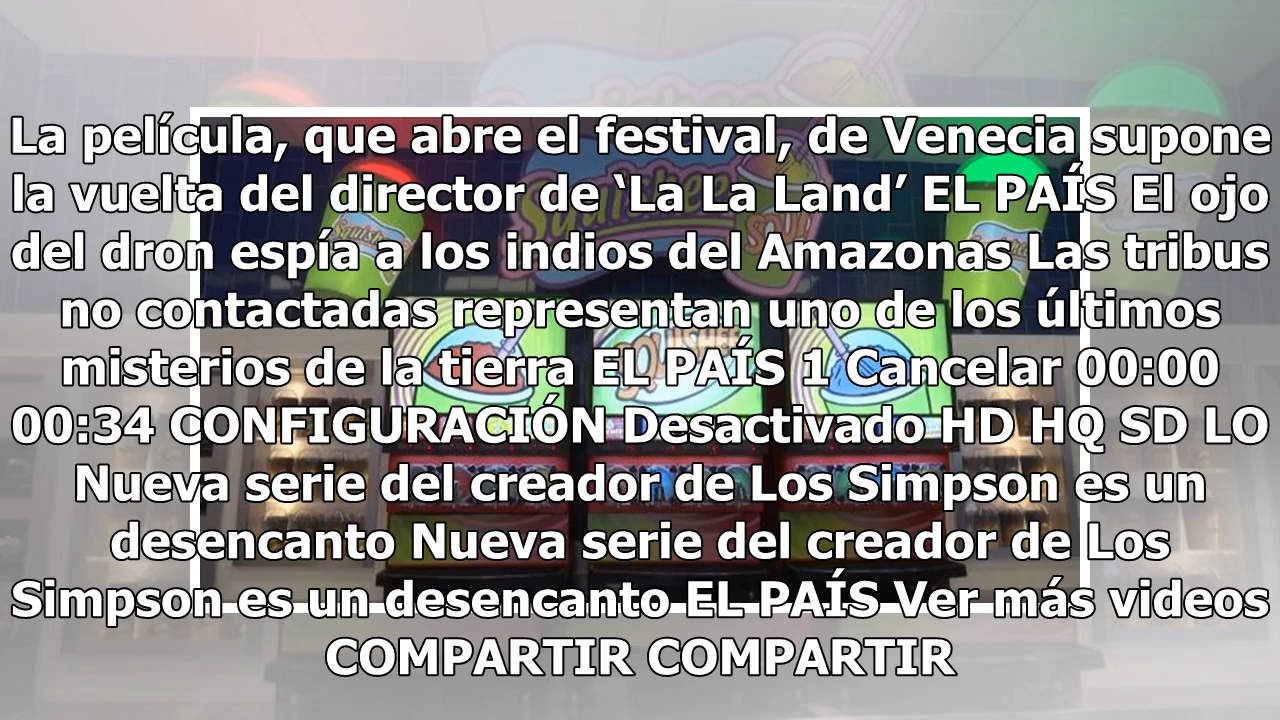 La película, que abre el festival, de Venecia supone
la vuelta del director de ‘La La Land’ EL PAÍS El ojo
del dron espía a los indios del Amazonas Las tribus
no contactadas representan uno de los últimos
misterios de la tierra EL PAÍS 1 Cancelar 00:00
00:34 CONFIGURACIÓN Desactivado HD HQ SD LO
Nueva serie del creador de Los Simpson es un
desencanto Nueva serie del creador de Los
Simpson es un desencanto EL PAÍS Ver más videos
COMPARTIR COMPARTIR
Squishee
Squishee